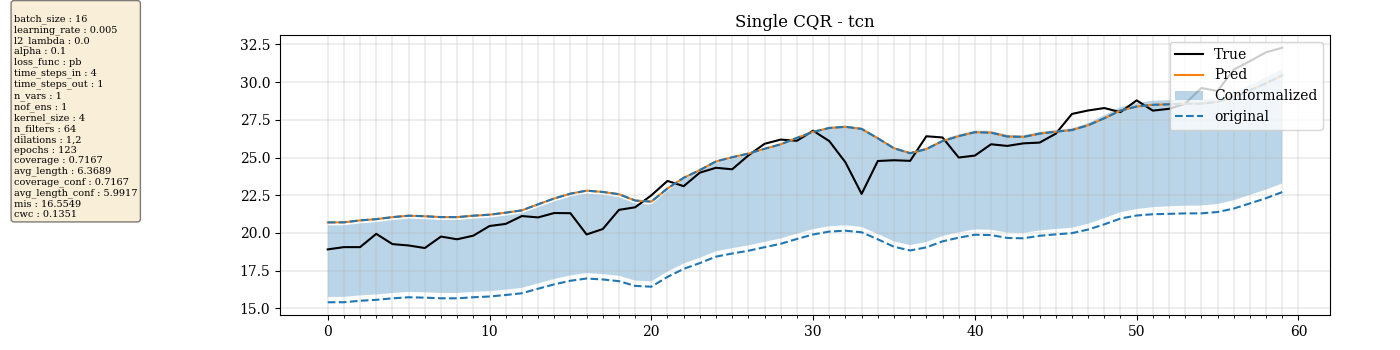 batch_size : 16
learning_rate : 0.005
l2_lambda : 0.0
alpha : 0.1
loss_func : pb
time_steps_in : 4
time_steps_out : 1
n_vars : 1
nof_ens : 1
kernel_size : 4
n_filters : 64
dilations : 1,2
epochs : 123
coverage : 0.7167
avg_length : 6.3689
coverage_conf : 0.7167
avg_length_conf : 5.9917
mis : 16.5549
cwc : 0.1351
Single CQR - tcn
32.5
30.0
27.5
25.0
22.5
20.0
17.5
15.0
0 10 20 30 40 50 60
True
Pred
Conformalized
original